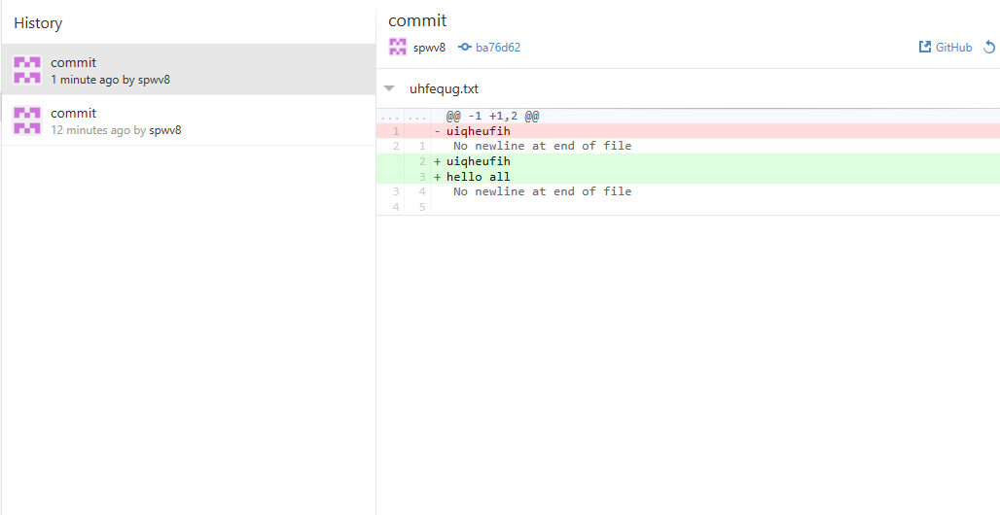 History
commit
1 minute ago by spwv8
commit
12 minutes ago by spwv8
commit
spwv8 ba76d62 GitHub
uhfequg.txt
... ... @@ -1 +1,2 @@
1 - uiqheufih
2 1 No newline at end of file
2 + uiqheufih
3 + hello all
3 4 No newline at end of file
4 5